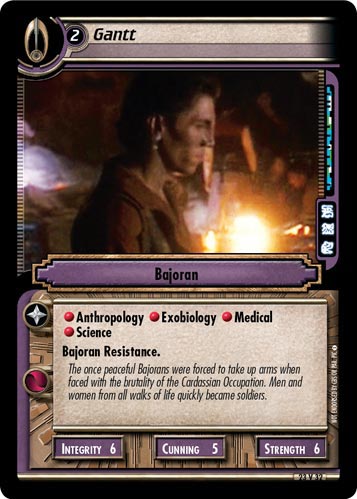 2 Gantt
Bajoran
Anthropology Exobiology Medical
Science
Bajoran Resistance.
The once peaceful Bajorans were forced to take up arms when
faced with the brutality of the Cardassian Occupation. Men and
women from all walks of life quickly became soldiers.
INTEGRITY 6 CUNNING 5 STRENGTH 6
23 V 32